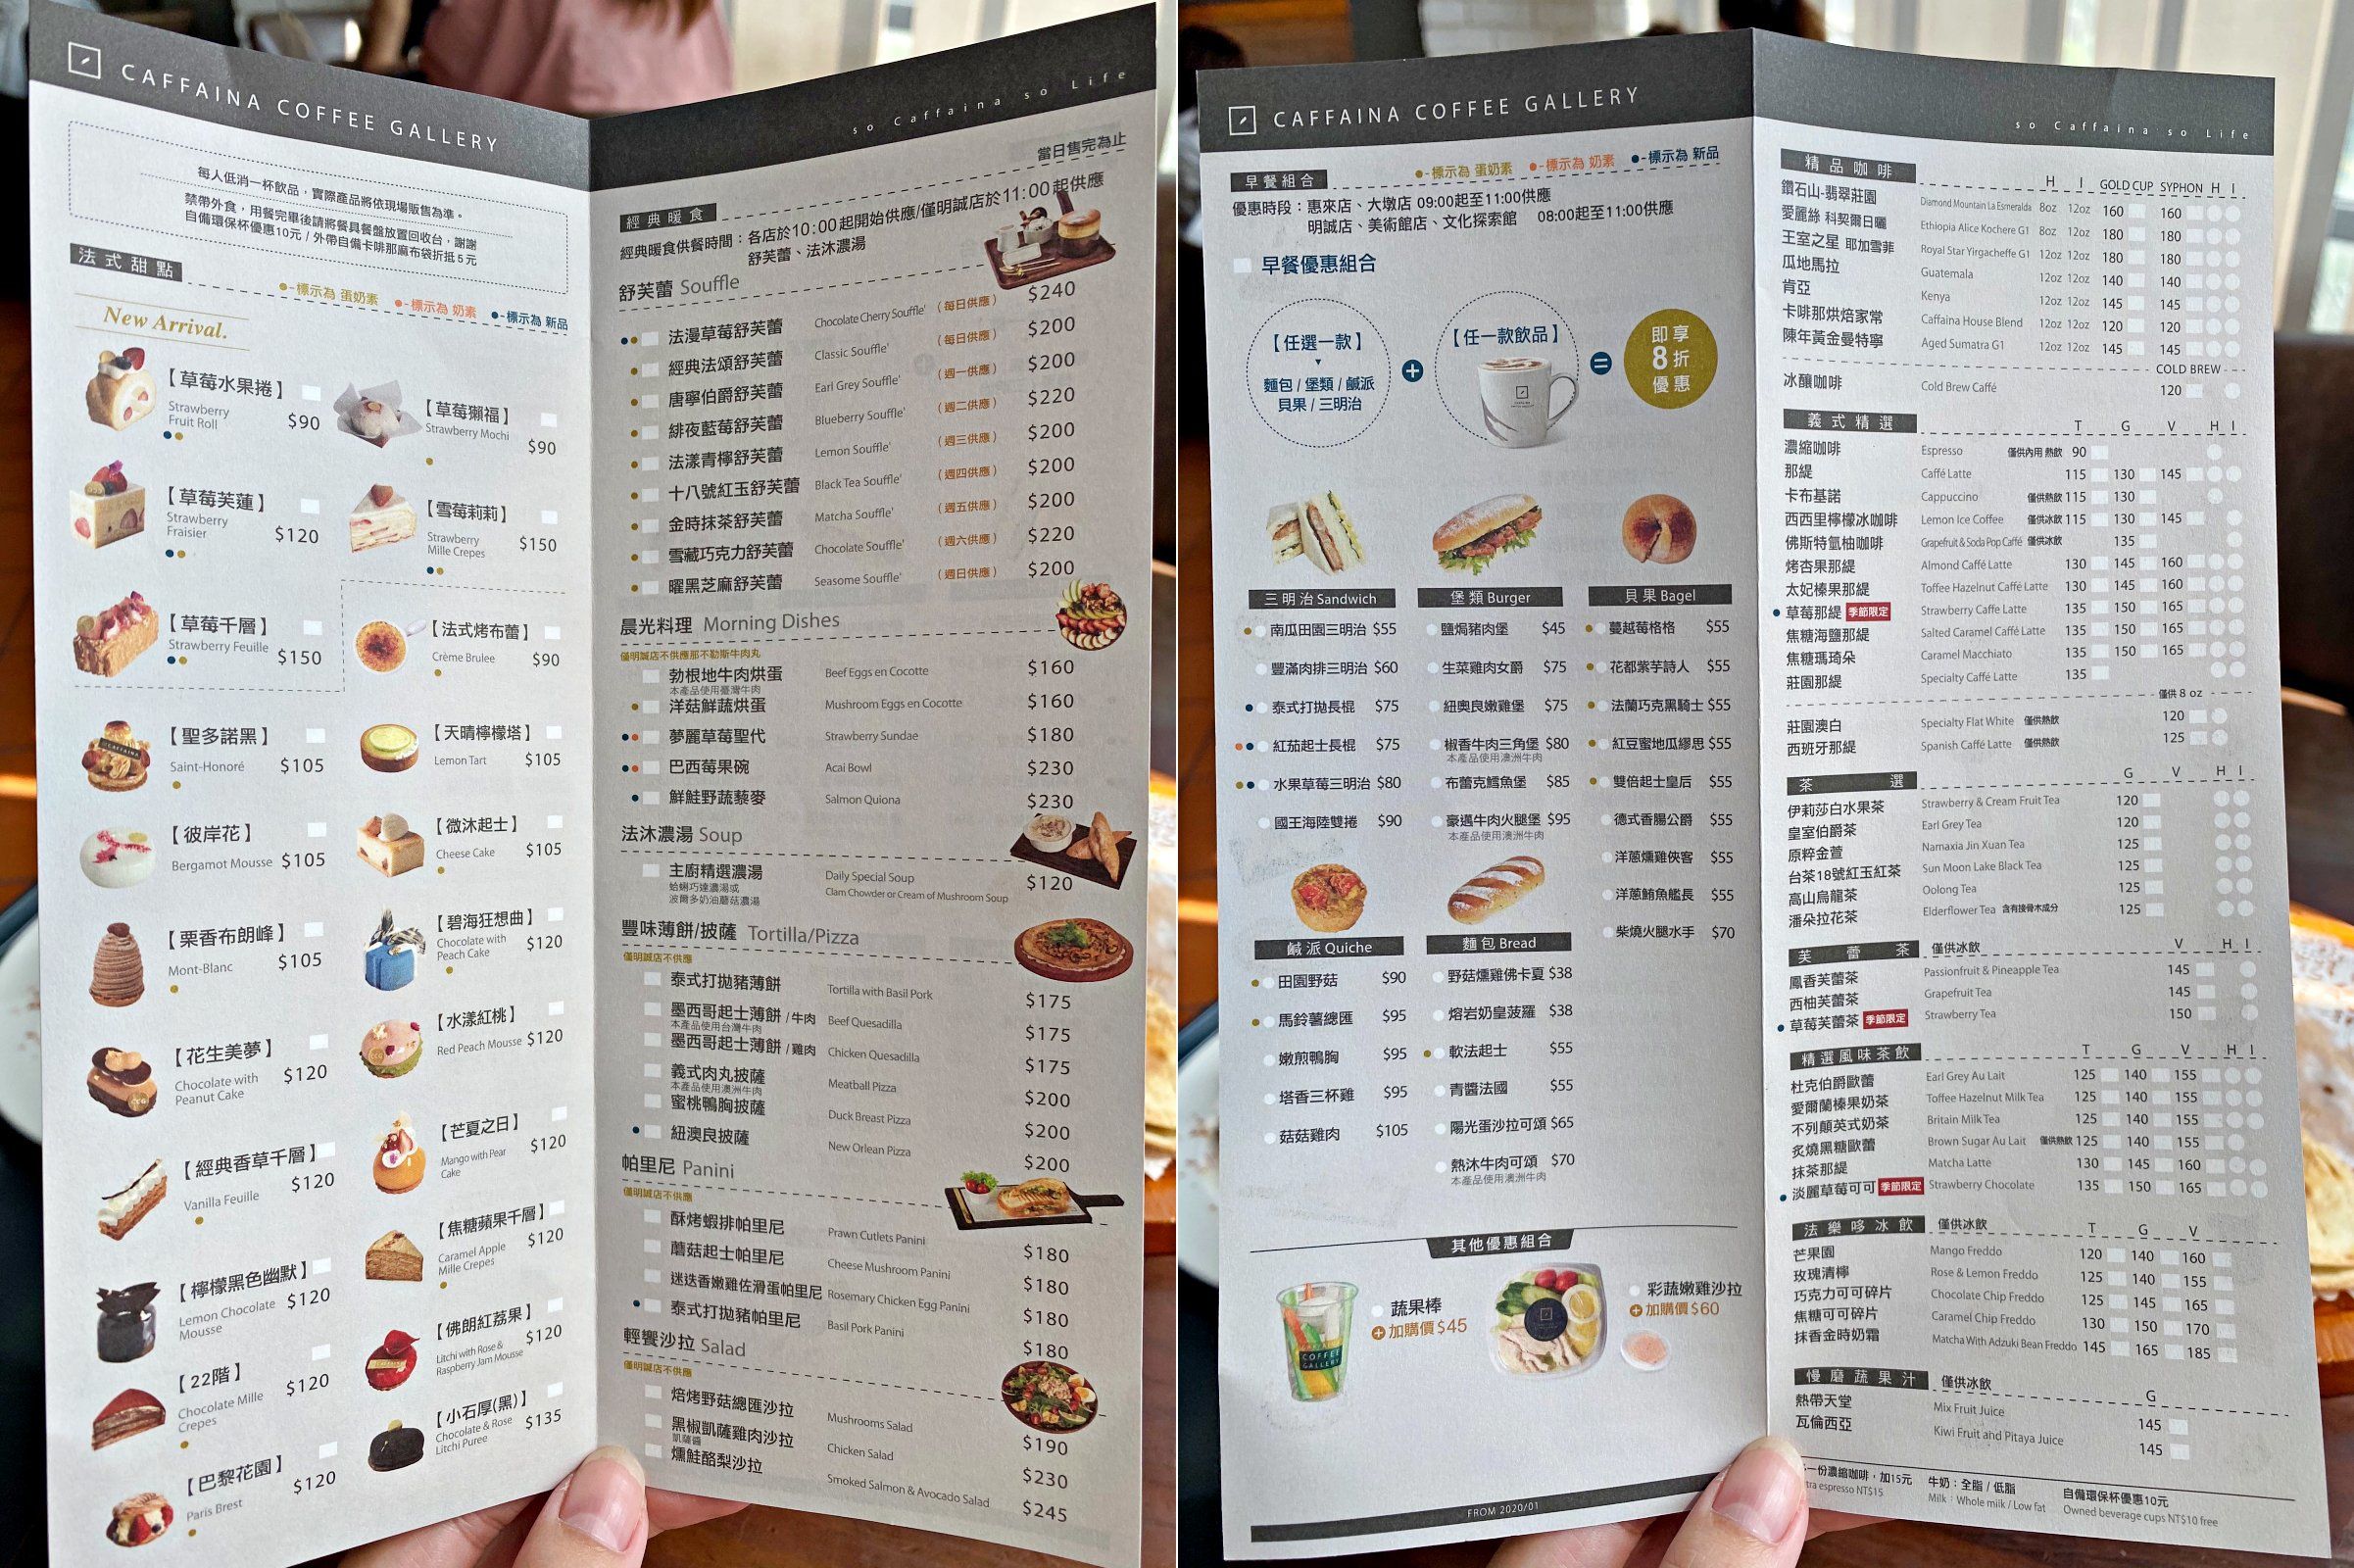 CAFFAINA COFFEE GALLERY
每人低消一杯飲品，實際產品將依現場販售為準。
禁帶外食，用餐完畢後請將餐具餐盤放置回收台，謝謝
自備環保杯優惠10元 / 外帶自備卡啡那麻布袋折抵5元
法式甜點
●-標示為 蛋奶素 ●-標示為 奶素 ●-標示為 新品
New Arrival.
【草莓水果捲】
Strawberry Fruit Roll $90
【草莓獺福】
Strawberry Mochi $90
【草莓芙蓮】
Strawberry Fraisier $120
【雪莓莉莉】
Strawberry Mille Crepes $150
【草莓千層】
Strawberry Feuille $150
【法式烤布蕾】
Crème Brulee $90
【聖多諾黑】
Saint-Honoré $105
【天晴檸檬塔】
Lemon Tart $105
【彼岸花】
Bergamot Mousse $105
【微沐起士】
Cheese Cake $105
【栗香布朗峰】
Mont-Blanc $105
【碧海狂想曲】
Chocolate with Peach Cake $120
【花生美夢】
Chocolate with Peanut Cake $120
【水漾紅桃】
Red Peach Mousse $120
【經典香草千層】
Vanilla Feuille $120
【芒夏之日】
Mango with Pear Cake $120
【檸檬黑色幽默】
Lemon Chocolate Mousse $120
【焦糖蘋果千層】
Caramel Apple Mille Crepes $120
【22階】
Chocolate Mille Crepes $120
【佛朗紅荔果】
Litchi with Rose & Raspberry Jam Mousse $120
【巴黎花園】
Paris Brest $120
【小石厚(黑)】
Chocolate & Rose Litchi Puree $135
so Caffaina so Life
當日售完為止
經典暖食
經典暖食供餐時間：各店於10:00起開始供應/僅明誠店於11:00起供應
舒芙蕾、法沐濃湯
舒芙蕾 Souffle
法漫草莓舒芙蕾 Chocolate Cherry Souffle' (每日供應) $240
經典法頌舒芙蕾 Classic Souffle' (每日供應) $200
唐寧伯爵舒芙蕾 Earl Grey Souffle' (週一供應) $200
緋夜藍莓舒芙蕾 Blueberry Souffle' (週二供應) $220
法漾青檸舒芙蕾 Lemon Souffle' (週三供應) $200
十八號紅玉舒芙蕾 Black Tea Souffle' (週四供應) $200
金時抹茶舒芙蕾 Matcha Souffle' (週五供應) $200
雪藏巧克力舒芙蕾 Chocolate Souffle' (週六供應) $220
曜黑芝麻舒芙蕾 Seasome Souffle' (週日供應) $200
晨光料理 Morning Dishes
僅明誠店不供應那不勒斯牛肉丸
勃根地牛肉烘蛋 Beef Eggs en Cocotte $160
本產品使用臺灣牛肉
洋菇鮮蔬烘蛋 Mushroom Eggs en Cocotte $160
夢麗草莓聖代 Strawberry Sundae $180
巴西莓果碗 Acai Bowl $230
鮮鮭野蔬藜麥 Salmon Quiona $230
法沐濃湯 Soup
主廚精選濃湯 Daily Special Soup $120
蛤蜊巧達濃湯或 Clam Chowder or Cream of Mushroom Soup
波爾多奶油蘑菇濃湯
豐味薄餅/披薩 Tortilla/Pizza
僅明誠店不供應
泰式打拋豬薄餅 Tortilla with Basil Pork $175
墨西哥起士薄餅 / 牛肉 Beef Quesadilla $175
本產品使用台灣牛肉
墨西哥起士薄餅 / 雞肉 Chicken Quesadilla $175
義式肉丸披薩 Meatball Pizza $200
本產品使用澳洲牛肉
蜜桃鴨胸披薩 Duck Breast Pizza $200
紐澳良披薩 New Orlean Pizza $200
帕里尼 Panini
僅明誠店不供應
酥烤蝦排帕里尼 Prawn Cutlets Panini $180
蘑菇起士帕里尼 Cheese Mushroom Panini $180
迷迭香嫩雞佐滑蛋帕里尼 Rosemary Chicken Egg Panini $180
泰式打拋豬帕里尼 Basil Pork Panini $180
輕饗沙拉 Salad
僅明誠店不供應
焙烤野菇總匯沙拉 Mushrooms Salad $190
黑椒凱薩雞肉沙拉 Chicken Salad $230
凱薩醬
燻鮭酪梨沙拉 Smoked Salmon & Avocado Salad $245
CAFFAINA COFFEE GALLERY
早餐組合
●-標示為 蛋奶素 ●-標示為 奶素 ●-標示為 新品
優惠時段：惠來店、大墩店 09:00起至11:00供應
明誠店、美術館店、文化探索館 08:00起至11:00供應
早餐優惠組合
【任選一款】
麵包 / 堡類 / 鹹派
貝果 / 三明治
+
【任一款飲品】
=
即享
8折
優惠
三明治 Sandwich
南瓜田園三明治 $55
豐滿肉排三明治 $60
泰式打拋長棍 $75
紅茄起士長棍 $75
水果草莓三明治 $80
國王海陸雙捲 $90
堡類 Burger
鹽焗豬肉堡 $45
生菜雞肉女爵 $75
紐奧良嫩雞堡 $75
椒香牛肉三角堡 $80
本產品使用澳洲牛肉
布蕾克鱈魚堡 $85
豪邁牛肉火腿堡 $95
本產品使用澳洲牛肉
貝果 Bagel
蔓越莓格格 $55
花都紫芋詩人 $55
法蘭巧克黑騎士 $55
紅豆蜜地瓜繆思 $55
雙倍起士皇后 $55
德式香腸公爵 $55
洋蔥燻雞俠客 $55
洋蔥鮪魚艦長 $55
柴燒火腿水手 $70
鹹派 Quiche
田園野菇 $90
馬鈴薯總匯 $95
嫩煎鴨胸 $95
塔香三杯雞 $95
菇菇雞肉 $105
麵包 Bread
野菇燻雞佛卡夏 $38
熔岩奶皇菠羅 $38
軟法起士 $55
青醬法國 $55
陽光蛋沙拉可頌 $65
熱沐牛肉可頌 $70
本產品使用澳洲牛肉
其他優惠組合
COFFEE GALLERY
蔬果棒
加購價$45
彩蔬嫩雞沙拉
加購價$60
FROM 2020/01
so Caffaina so Life
精品咖啡 H I GOLD CUP SYPHON H I
鑽石山-翡翠莊園 Diamond Mountain La Esmeralda 8oz 12oz 160 160
愛麗絲 科契爾日曬 Ethiopia Alice Kochere G1 8oz 12oz 180 180
王室之星 耶加雪菲 Royal Star Yirgacheffe G1 12oz 12oz 180 180
瓜地馬拉 Guatemala 12oz 12oz 140 140
肯亞 Kenya 12oz 12oz 145 145
卡啡那烘焙家常 Caffaina House Blend 12oz 12oz 120 120
陳年黃金曼特寧 Aged Sumatra G1 12oz 12oz 145 145
COLD BREW
冰釀咖啡 Cold Brew Caffé 120
義式精選 T G V H I
濃縮咖啡 Espresso 僅供內用 熱飲 90
那緹 Caffé Latte 115 130 145
卡布基諾 Cappuccino 僅供熱飲 115 130
西西里檸檬冰咖啡 Lemon Ice Coffee 僅供冰飲 115 130 145
佛斯特氫柚咖啡 Grapefruit & Soda Pop Caffé 僅供冰飲 135
烤杏果那緹 Almond Caffé Latte 130 145 160
太妃榛果那緹 Toffee Hazelnut Caffé Latte 130 145 160
草莓那緹 季節限定 Strawberry Caffe Latte 135 150 165
焦糖海鹽那緹 Salted Caramel Caffé Latte 135 150 165
焦糖瑪琦朵 Caramel Macchiato 135 150 165
莊園那緹 Specialty Caffé Latte 135
僅供 8 oz
莊園澳白 Specialty Flat White 僅供熱飲 120
西班牙那緹 Spanish Caffé Latte 僅供熱飲 125
茶選 G V H I
伊莉莎白水果茶 Strawberry & Cream Fruit Tea 120
皇室伯爵茶 Earl Grey Tea 120
原粹金萱 Namaxia Jin Xuan Tea 125
台茶18號紅玉紅茶 Sun Moon Lake Black Tea 125
高山烏龍茶 Oolong Tea 125
潘朵拉花茶 Elderflower Tea 含有接骨木成分 125
芙蕾茶 僅供冰飲 V H I
鳳香芙蕾茶 Passionfruit & Pineapple Tea 145
西柚芙蕾茶 Grapefruit Tea 145
草莓芙蕾茶 季節限定 Strawberry Tea 150
精選風味茶飲 T G V H I
杜克伯爵歐蕾 Earl Grey Au Lait 125 140 155
愛爾蘭榛果奶茶 Toffee Hazelnut Milk Tea 125 140 155
不列顛英式奶茶 Britain Milk Tea 125 140 155
炙燒黑糖歐蕾 Brown Sugar Au Lait 僅供熱飲 125 140 155
抹茶那緹 Matcha Latte 130 145 160
淡麗草莓可可 季節限定 Strawberry Chocolate 135 150 165
法樂哆冰飲 僅供冰飲 T G V
芒果園 Mango Freddo 120 140 160
玫瑰清檸 Rose & Lemon Freddo 125 140 155
巧克力可可碎片 Chocolate Chip Freddo 125 145 165
焦糖可可碎片 Caramel Chip Freddo 130 150 170
抹香金時奶霜 Matcha With Adzuki Bean Freddo 145 165 185
慢磨蔬果汁 僅供冰飲 G
熱帶天堂 Mix Fruit Juice 145
瓦倫西亞 Kiwi Fruit and Pitaya Juice 145
一份濃縮咖啡，加15元 牛奶：全脂 / 低脂 自備環保杯優惠10元
espresso NT$15 Milk：Whole milk / Low fat Owned beverage cups NT$10 free